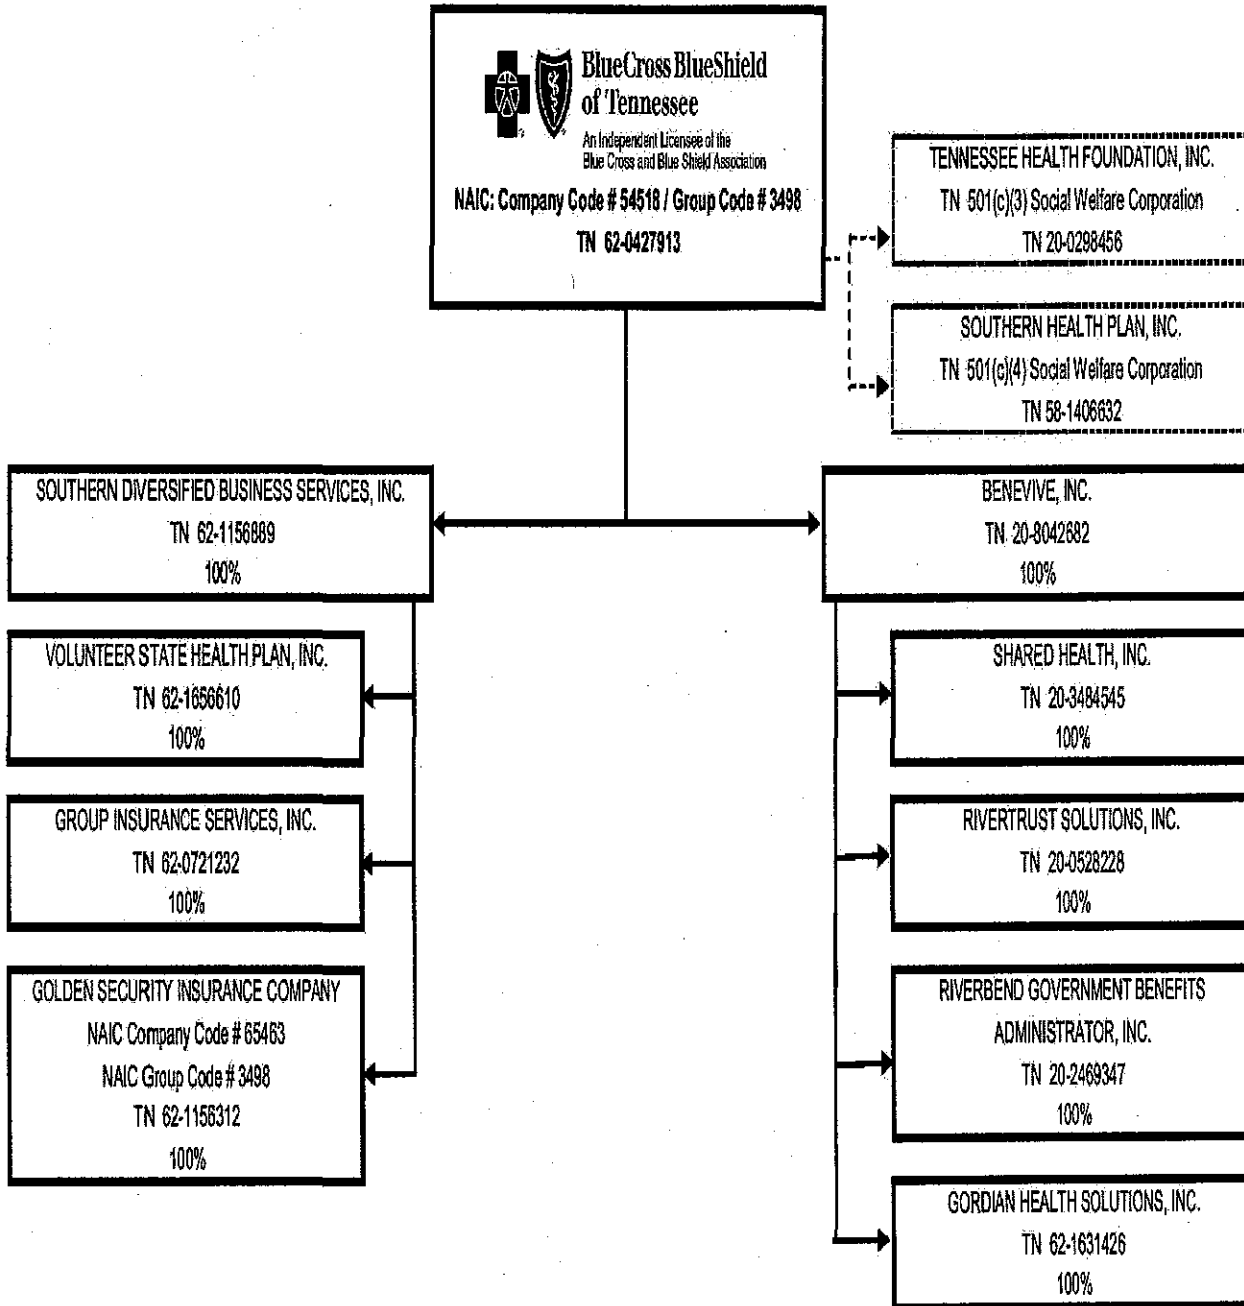 BlueCross BlueShield
of Tennessee
An Independent Licensee of the
Blue Cross and Blue Shield Association
NAIC: Company Code # 54518 / Group Code # 3498
TN 62-0427913
TENNESSEE HEALTH FOUNDATION, INC.
TN 501(c)(3) Social Welfare Corporation
TN 20-0298456
SOUTHERN HEALTH PLAN, INC.
TN 501(c)(4) Social Welfare Corporation
TN 58-1406632
SOUTHERN DIVERSIFIED BUSINESS SERVICES, INC.
TN 62-1156889
100%
BENEVIVE, INC.
TN 20-8042682
100%
VOLUNTEER STATE HEALTH PLAN, INC.
TN 62-1656610
100%
SHARED HEALTH, INC.
TN 20-3484545
100%
GROUP INSURANCE SERVICES, INC.
TN 62-0721232
100%
RIVERTRUST SOLUTIONS, INC.
TN 20-0528228
100%
GOLDEN SECURITY INSURANCE COMPANY
NAIC Company Code # 65463
NAIC Group Code # 3498
TN 62-1156312
100%
RIVERBEND GOVERNMENT BENEFITS
ADMINISTRATOR, INC.
TN 20-2469347
100%
GORDIAN HEALTH SOLUTIONS, INC.
TN 62-1631426
100%